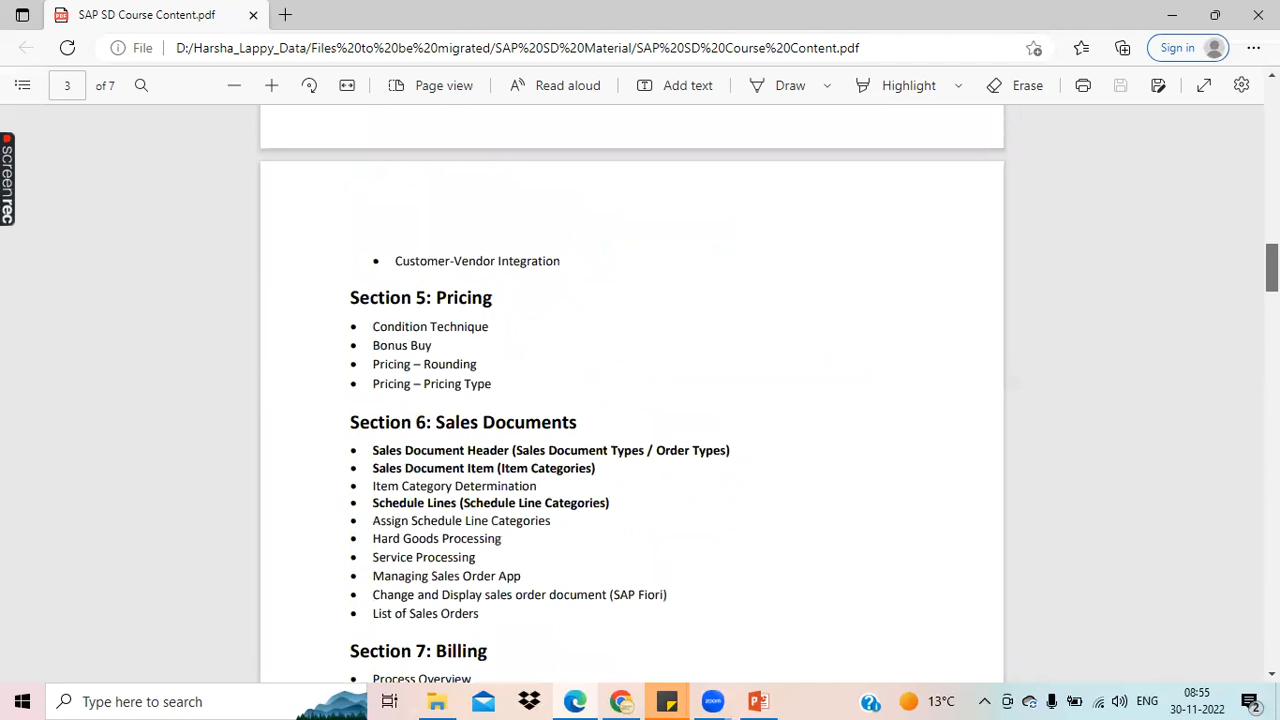 SAP SD Course Content.pdf
File D:/Harsha_Lappy_Data/Files%20to%20be%20migrated/SAP%20SD%20Material/SAP%20SD%20Course%20Content.pdf Sign in
3 of 7 Page view Read aloud Add text Draw Highlight Erase
screenrec
• Customer-Vendor Integration
Section 5: Pricing
• Condition Technique
• Bonus Buy
• Pricing – Rounding
• Pricing – Pricing Type
Section 6: Sales Documents
• Sales Document Header (Sales Document Types / Order Types)
• Sales Document Item (Item Categories)
• Item Category Determination
• Schedule Lines (Schedule Line Categories)
• Assign Schedule Line Categories
• Hard Goods Processing
• Service Processing
• Managing Sales Order App
• Change and Display sales order document (SAP Fiori)
• List of Sales Orders
Section 7: Billing
• Process Overview
Type here to search
13°C
ENG
08:55
30-11-2022
2